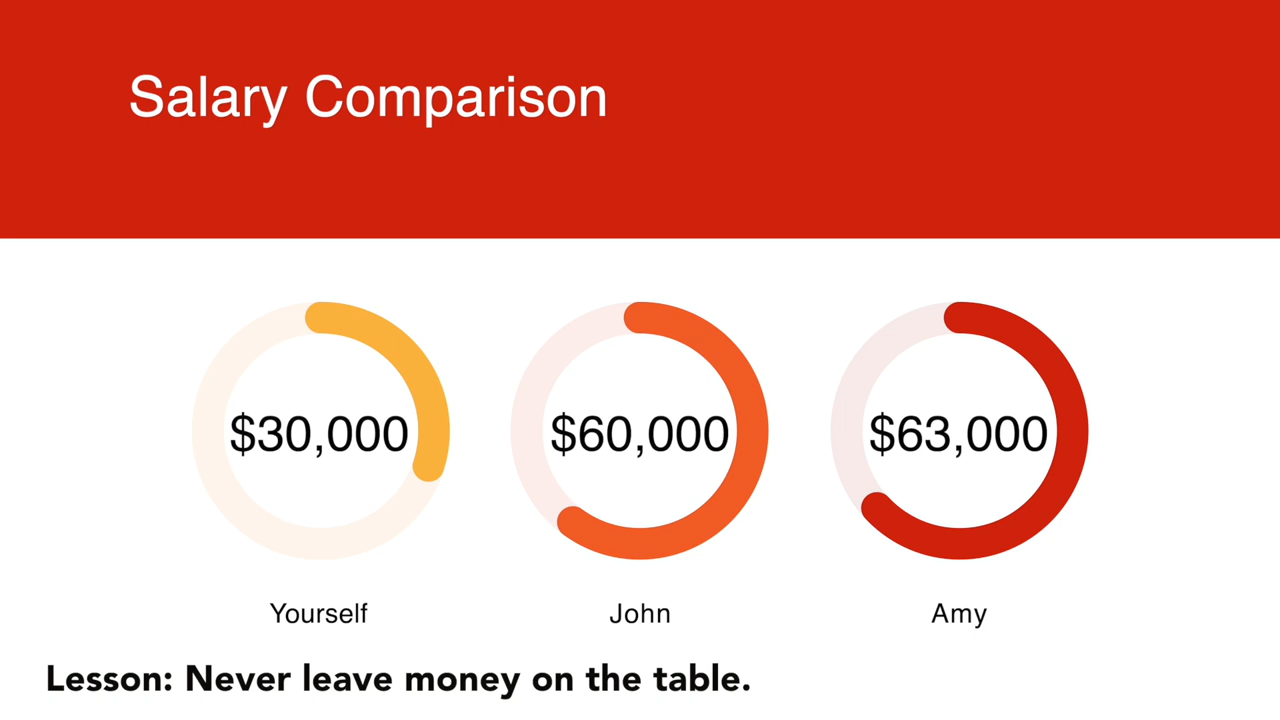 Salary Comparison
$30,000
$60,000
$63,000
Yourself
John
Amy
Lesson: Never leave money on the table.